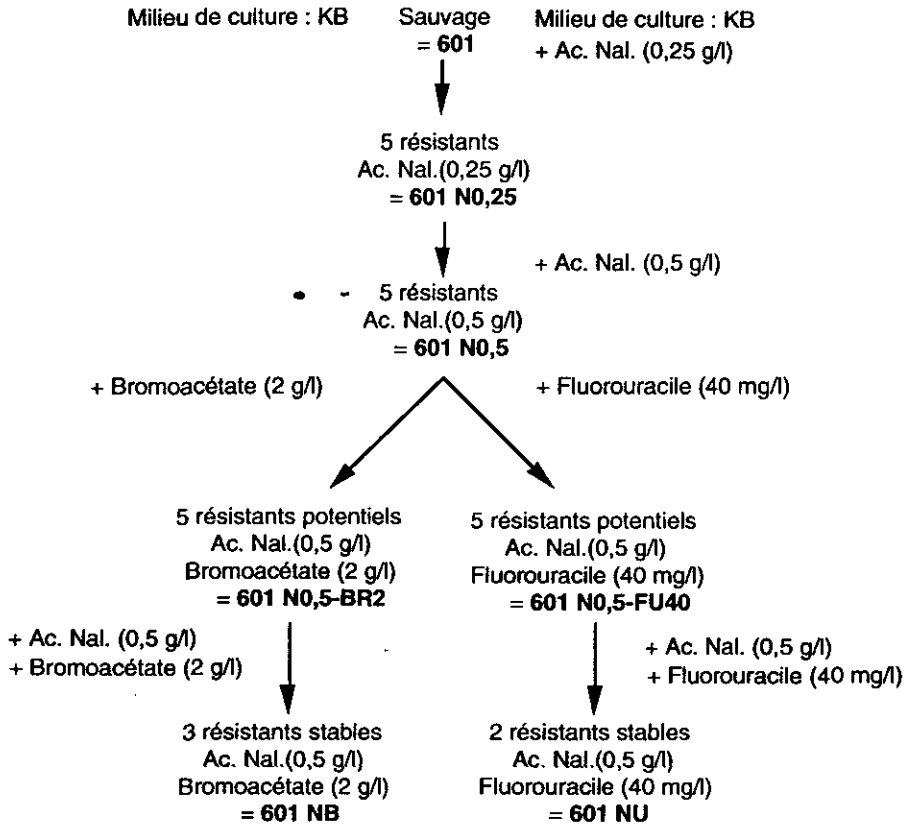 Milieu de culture : KB
Sauvage
= 601
Milieu de culture : KB
+ Ac. Nal. (0,25 g/l)
5 résistants
Ac. Nal.(0,25 g/l)
= 601 N0,25
+ Ac. Nal. (0,5 g/l)
5 résistants
Ac. Nal.(0,5 g/l)
= 601 N0,5
+ Bromoacétate (2 g/l)
+ Fluorouracile (40 mg/l)
5 résistants potentiels
Ac. Nal.(0,5 g/l)
Bromoacétate (2 g/l)
= 601 N0,5-BR2
5 résistants potentiels
Ac. Nal.(0,5 g/l)
Fluorouracile (40 mg/l)
= 601 N0,5-FU40
+ Ac. Nal. (0,5 g/l)
+ Bromoacétate (2 g/l)
+ Ac. Nal. (0,5 g/l)
+ Fluorouracile (40 mg/l)
3 résistants stables
Ac. Nal.(0,5 g/l)
Bromoacétate (2 g/l)
= 601 NB
2 résistants stables
Ac. Nal.(0,5 g/l)
Fluorouracile (40 mg/l)
= 601 NU